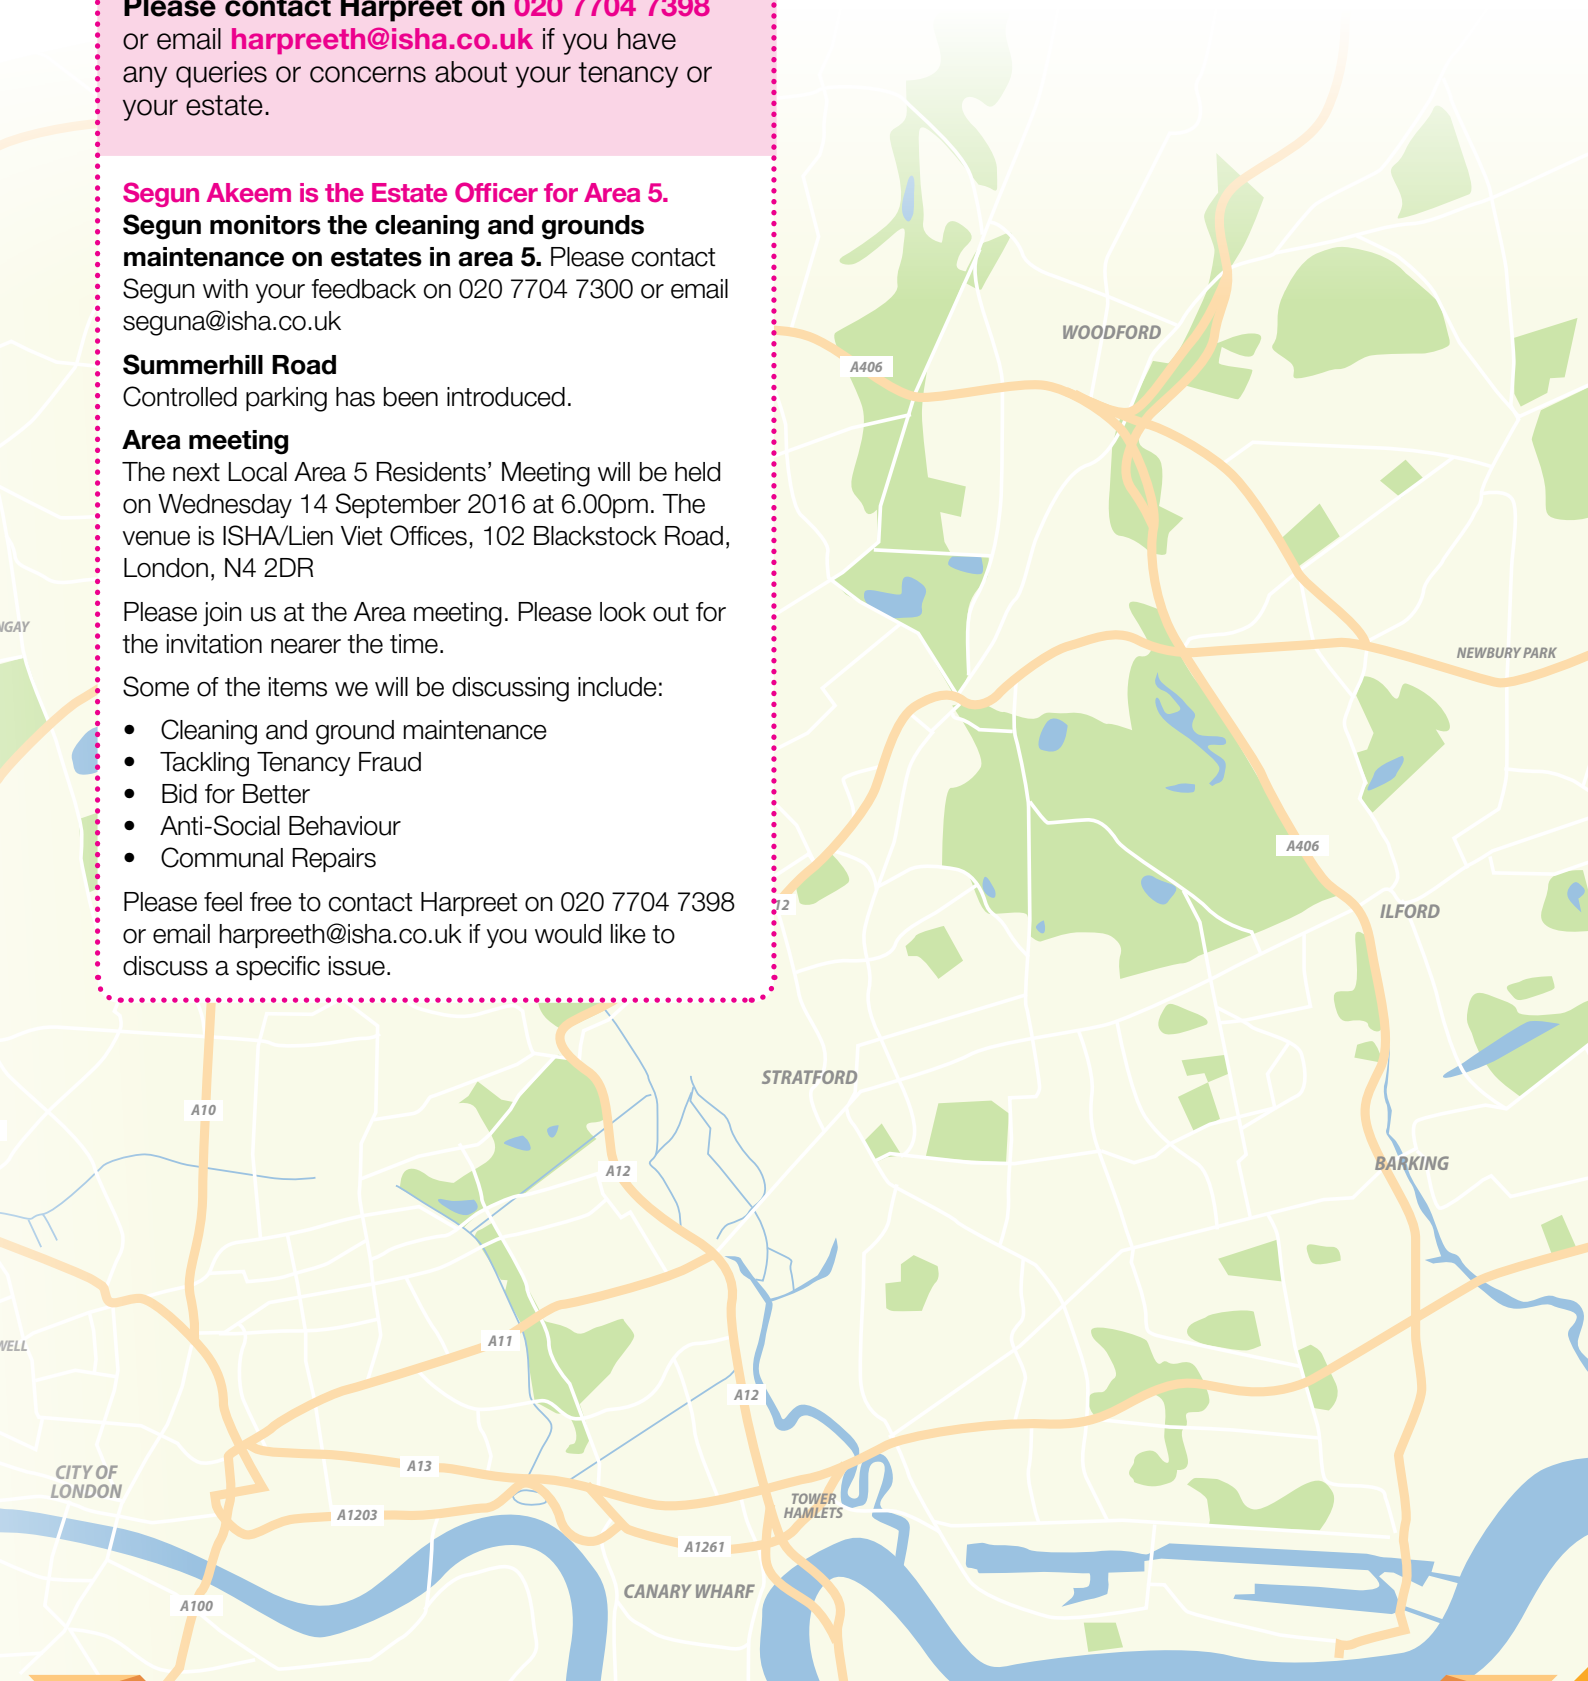 Please contact Harpreet on 020 7704 7398
or email harpreeth@isha.co.uk if you have
any queries or concerns about your tenancy or
your estate.
Segun Akeem is the Estate Officer for Area 5.
Segun monitors the cleaning and grounds
maintenance on estates in area 5. Please contact
Segun with your feedback on 020 7704 7300 or email
seguna@isha.co.uk
Summerhill Road
Controlled parking has been introduced.
Area meeting
The next Local Area 5 Residents’ Meeting will be held
on Wednesday 14 September 2016 at 6.00pm. The
venue is ISHA/Lien Viet Offices, 102 Blackstock Road,
London, N4 2DR
Please join us at the Area meeting. Please look out for
the invitation nearer the time.
Some of the items we will be discussing include:
• Cleaning and ground maintenance
• Tackling Tenancy Fraud
• Bid for Better
• Anti-Social Behaviour
• Communal Repairs
Please feel free to contact Harpreet on 020 7704 7398
or email harpreeth@isha.co.uk if you would like to
discuss a specific issue.
WOODFORD
A406
NEWBURY PARK
A406
ILFORD
STRATFORD
A10
A12
BARKING
A11
A12
CITY OF
LONDON
A13
A1203
TOWER
HAMLETS
A1261
CANARY WHARF
A100